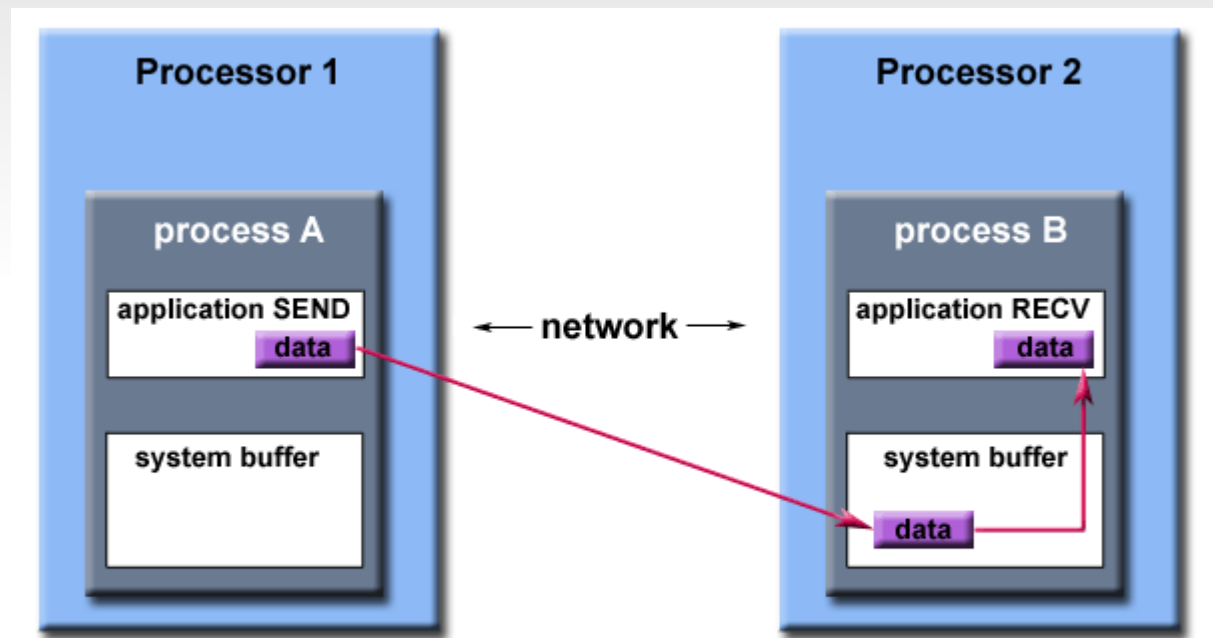 Processor 1
process A
application SEND
data
system buffer
network
Processor 2
process B
application RECV
data
system buffer
data